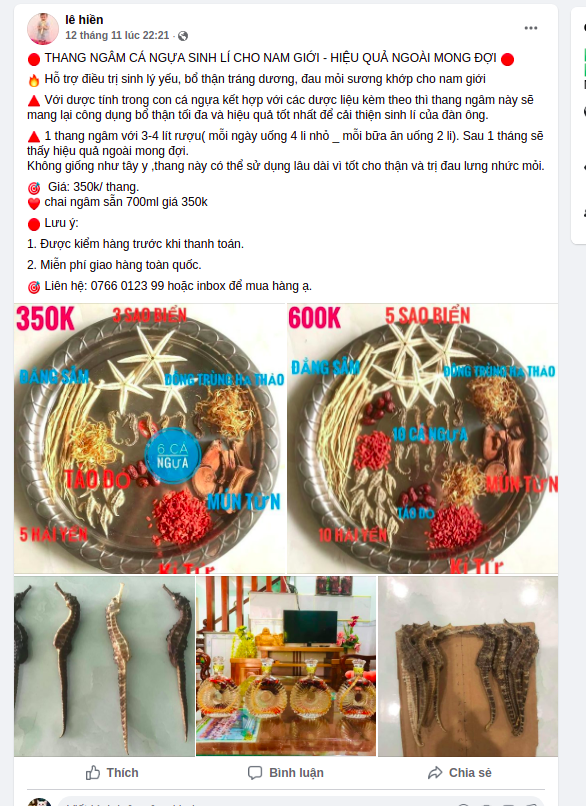 lê hiền
12 tháng 11 lúc 22:21 ·
THANG NGÂM CÁ NGỰA SINH LÍ CHO NAM GIỚI - HIỆU QUẢ NGOÀI MONG ĐỢI
Hỗ trợ điều trị sinh lý yếu, bổ thận tráng dương, đau mỏi sương khớp cho nam giới
Với dược tính trong con cá ngựa kết hợp với các dược liệu kèm theo thì thang ngâm này sẽ
mang lại công dụng bổ thận tối đa và hiệu quả tốt nhất để cải thiện sinh lí của đàn ông.
1 thang ngâm với 3-4 lít rượu( mỗi ngày uống 4 li nhỏ _ mỗi bữa ăn uống 2 li). Sau 1 tháng sẽ
thấy hiệu quả ngoài mong đợi.
Không giống như tây y ,thang này có thể sử dụng lâu dài vì tốt cho thận và trị đau lưng nhức mỏi.
Giá: 350k/ thang.
chai ngâm sẵn 700ml giá 350k
Lưu ý:
1. Được kiểm hàng trước khi thanh toán.
2. Miễn phí giao hàng toàn quốc.
Liên hệ: 0766 0123 99 hoặc inbox để mua hàng ạ.
350K
3 SAO BIỂN
ĐẢNG SÂM
ĐÔNG TRÙNG HẠ THẢO
6 CÁ
NGỰA
TÁO ĐỎ
MÚN TỪN
5 HẢI YẾN
KỈ TỬ
600K
5 SAO BIỂN
ĐẢNG SÂM
ĐÔNG TRÙNG HẠ THẢO
10 CÁ NGỰA
MÚN TỪN
TÁO ĐỎ
10 HẢI YẾN
KỈ TỬ
Thích
Bình luận
Chia sẻ